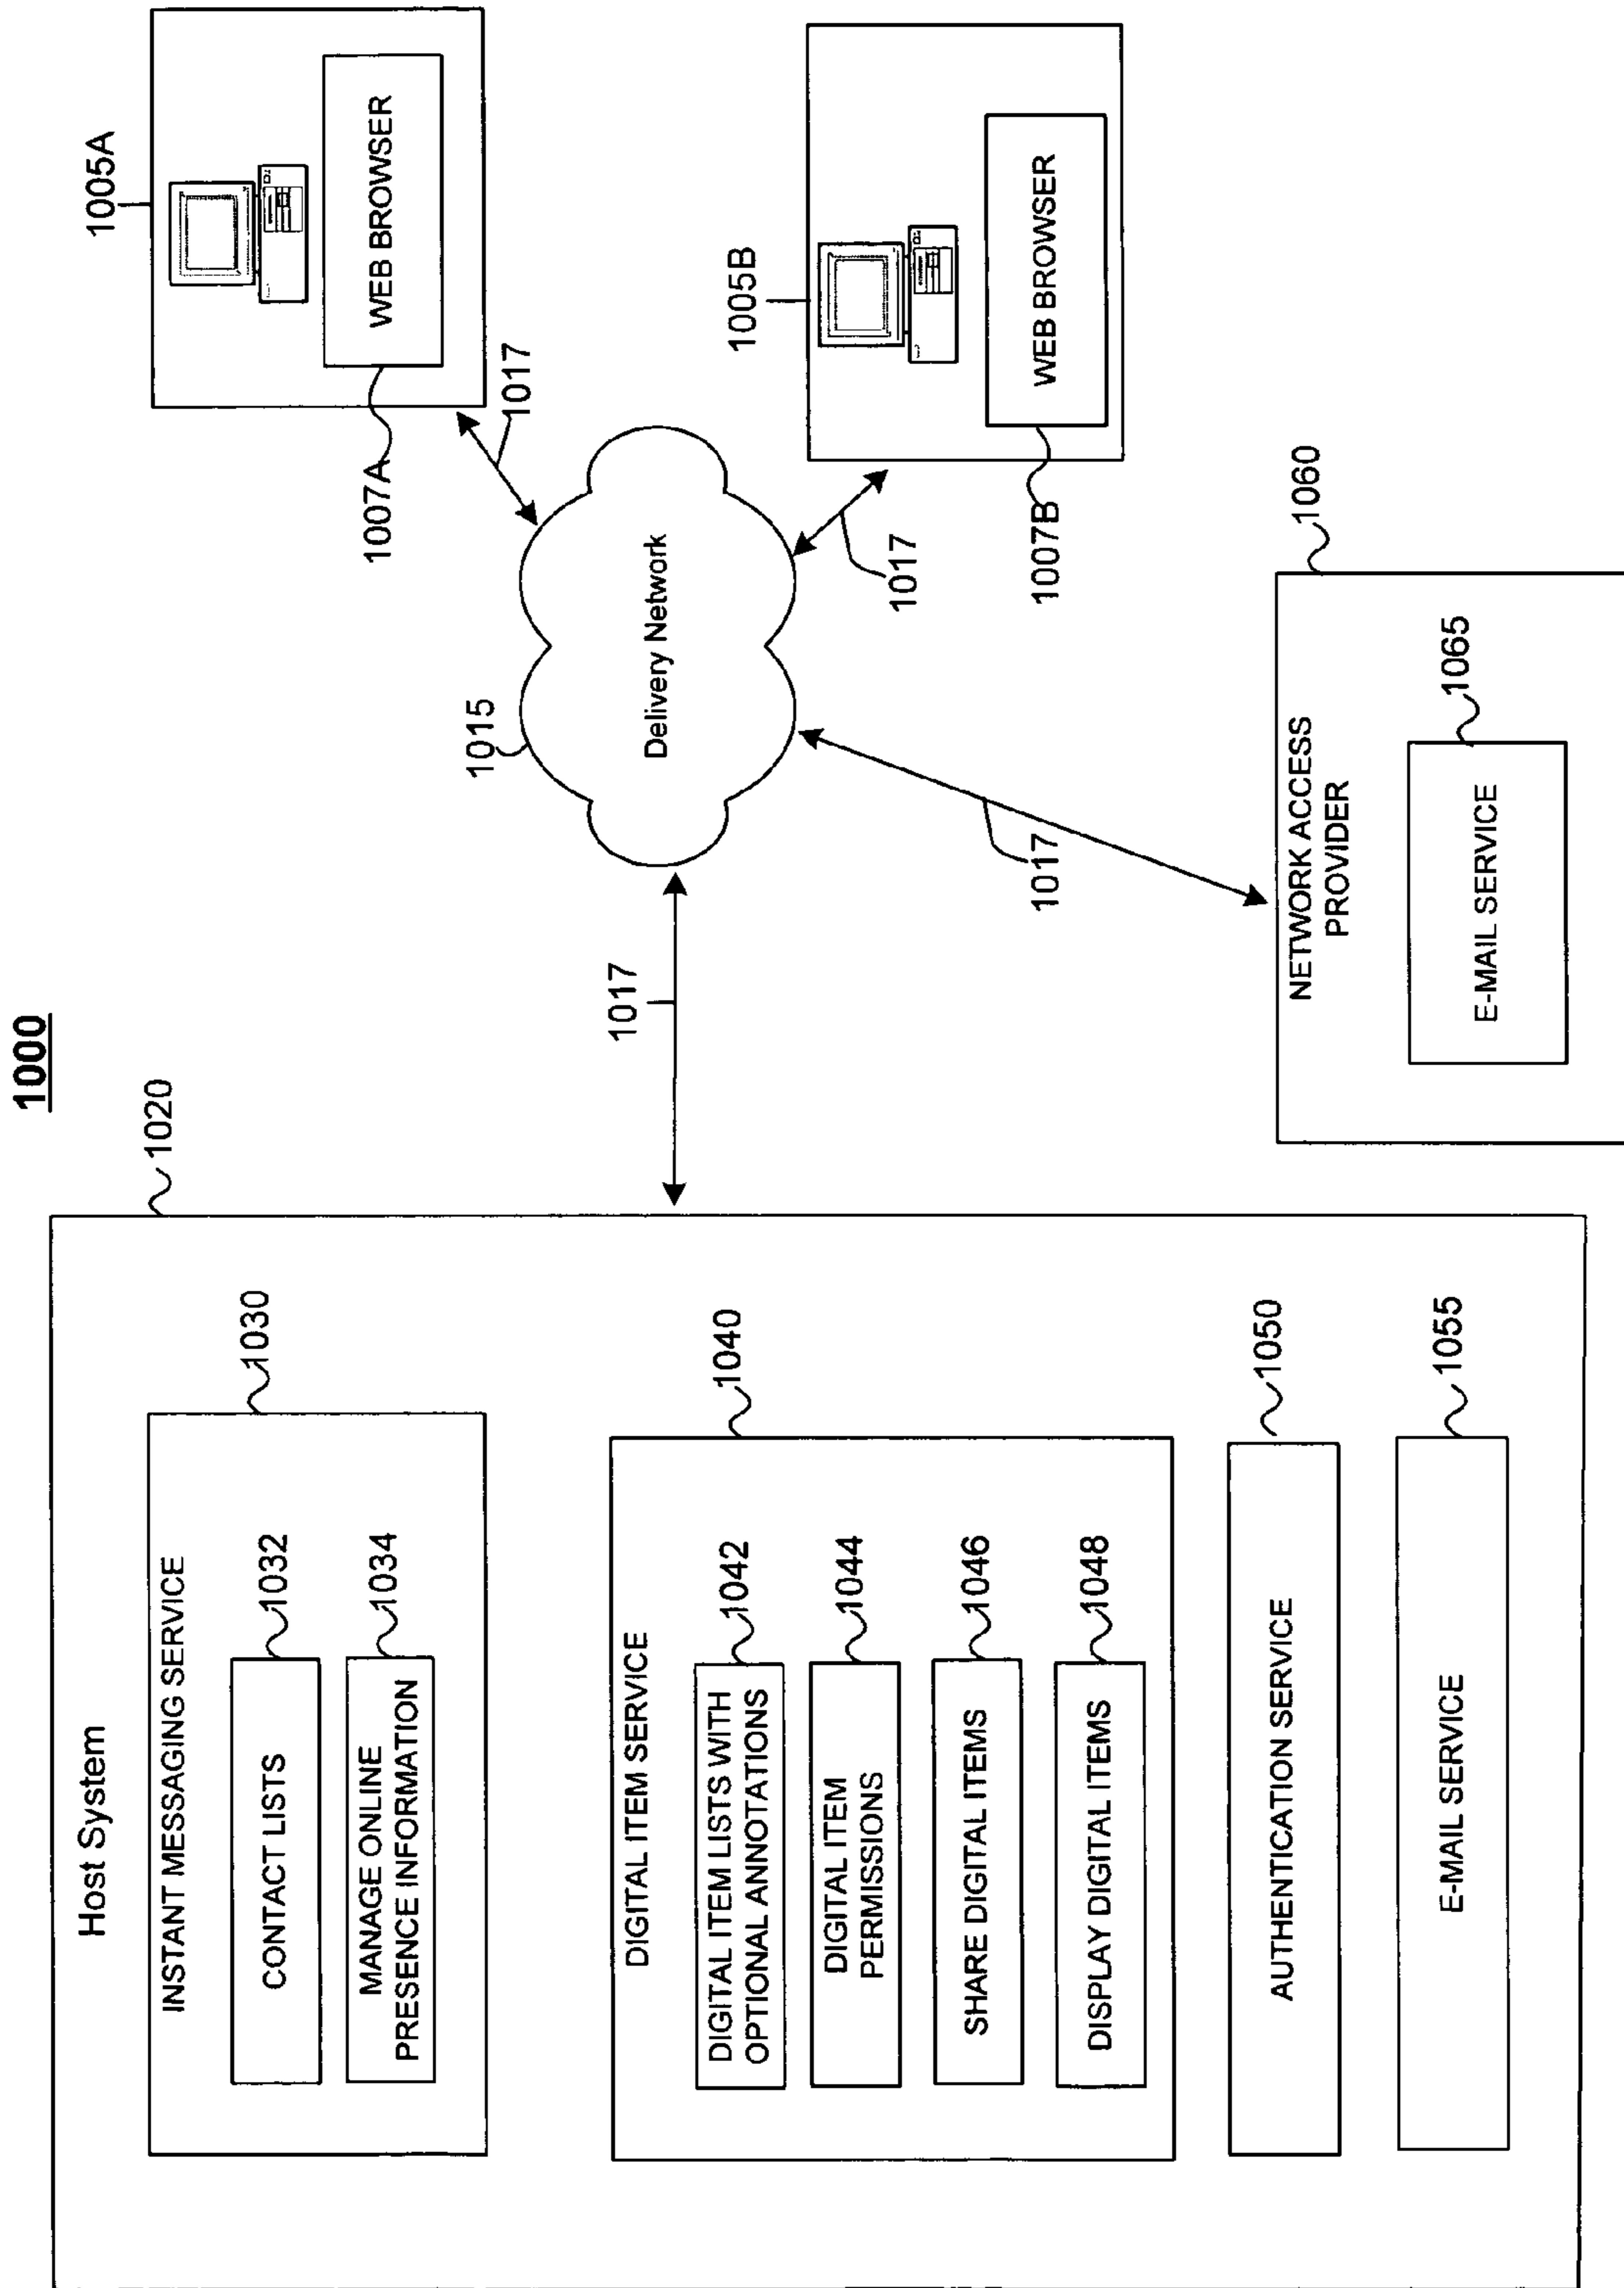 1000
Host System
1020
INSTANT MESSAGING SERVICE
1030
CONTACT LISTS
1032
MANAGE ONLINE
PRESENCE INFORMATION
1034
DIGITAL ITEM SERVICE
1040
DIGITAL ITEM LISTS WITH
OPTIONAL ANNOTATIONS
1042
DIGITAL ITEM
PERMISSIONS
1044
SHARE DIGITAL ITEMS
1046
DISPLAY DIGITAL ITEMS
1048
AUTHENTICATION SERVICE
1050
E-MAIL SERVICE
1055
1017
1015
Delivery Network
1017
1005A
WEB BROWSER
1007A
1017
1005B
WEB BROWSER
1007B
1017
NETWORK ACCESS
PROVIDER
1060
E-MAIL SERVICE
1065